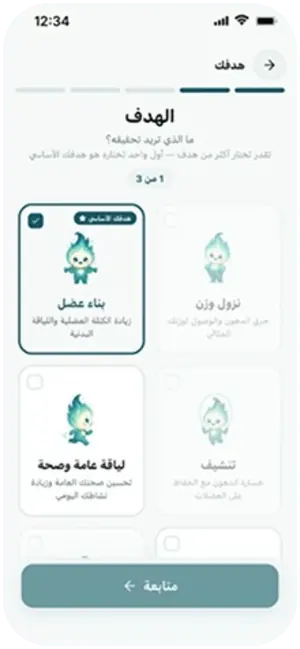 12:34
هدفك
الهدف
ما الذي تريد تحقيقه؟
تقدر تختار أكثر من هدف — أول واحد تختاره هو هدفك الأساسي
1 من 3
هدفك الأساسي
بناء عضل
زيادة الكتلة العضلية واللياقة
البدنية
نزول وزن
حرق الدهون والوصول لوزنك
المثالي
لياقة عامة وصحة
تحسين صحتك العامة وزيادة
نشاطك اليومي
تنشيف
خسارة الدهون مع الحفاظ
على العضلات
متابعة